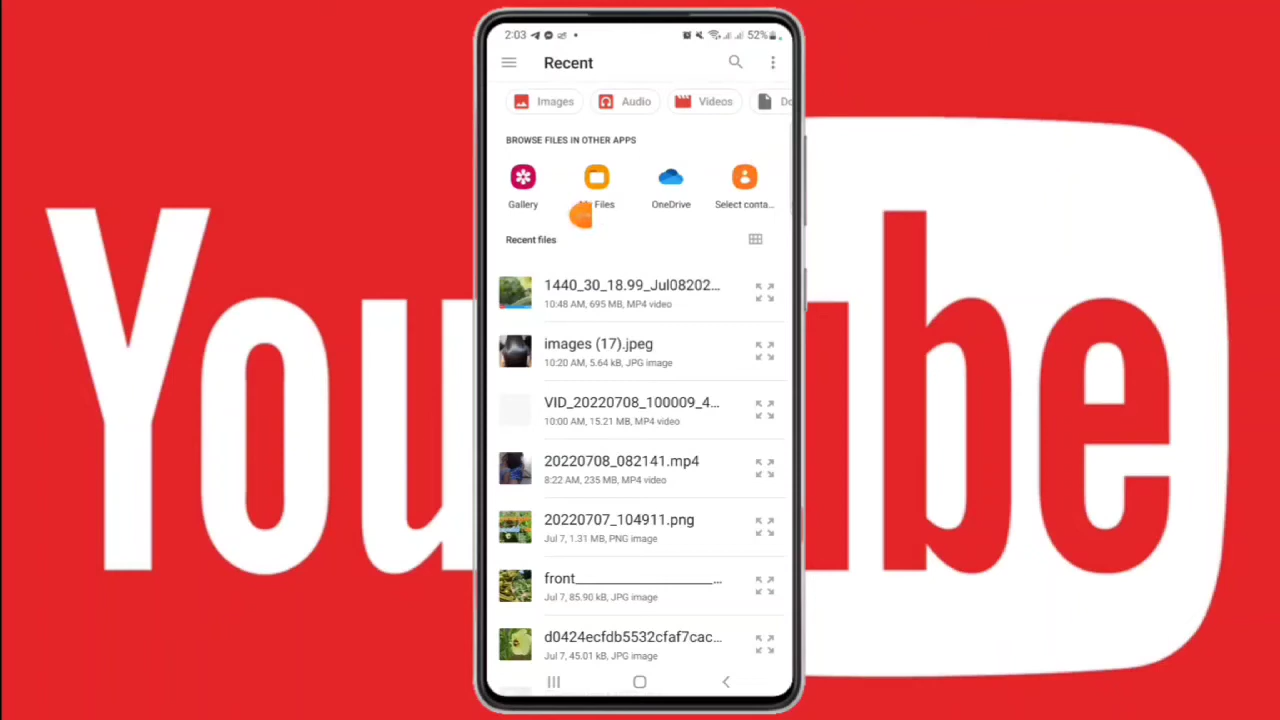 YouTube
2:03
52%
Recent
Images
Audio
Videos
BROWSE FILES IN OTHER APPS
Gallery
My Files
OneDrive
Select conta...
Recent files
1440_30_18.99_Jul08202...
10:48 AM, 695 MB, MP4 video
images (17).jpeg
10:20 AM, 5.64 kB, JPG image
VID_20220708_100009_4...
10:00 AM, 15.21 MB, MP4 video
20220708_082141.mp4
8:22 AM, 235 MB, MP4 video
20220707_104911.png
Jul 7, 1.31 MB, PNG image
front____________________...
Jul 7, 85.90 kB, JPG image
d0424ecfdb5532cfaf7cac...
Jul 7, 45.01 kB, JPG image